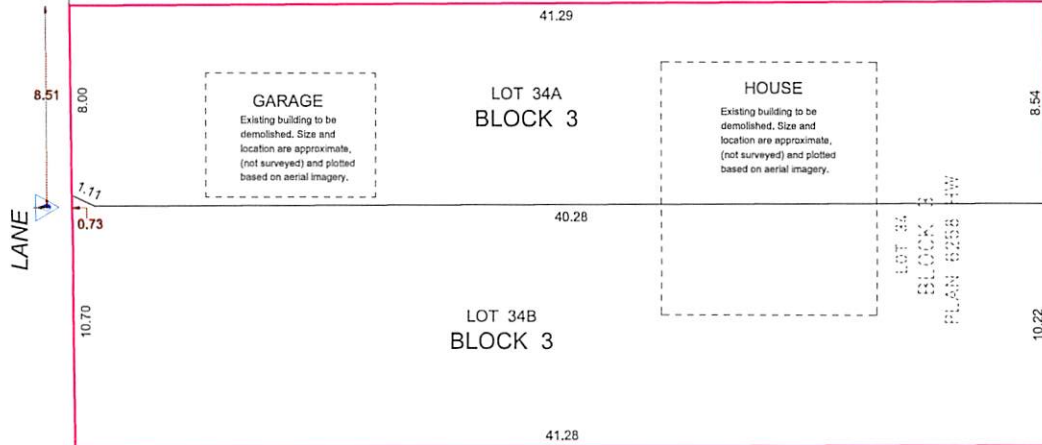 41.29
8.51
8.00
GARAGE
Existing building to be
demolished. Size and
location are approximate,
(not surveyed) and plotted
based on aerial imagery.
LOT 34A
BLOCK 3
HOUSE
Existing building to be
demolished. Size and
location are approximate,
(not surveyed) and plotted
based on aerial imagery.
8.54
1.11
LANE
0.73
40.28
LOT 34
BLOCK 3
PLAN 6258 HW
10.70
LOT 34B
BLOCK 3
10.22
41.28